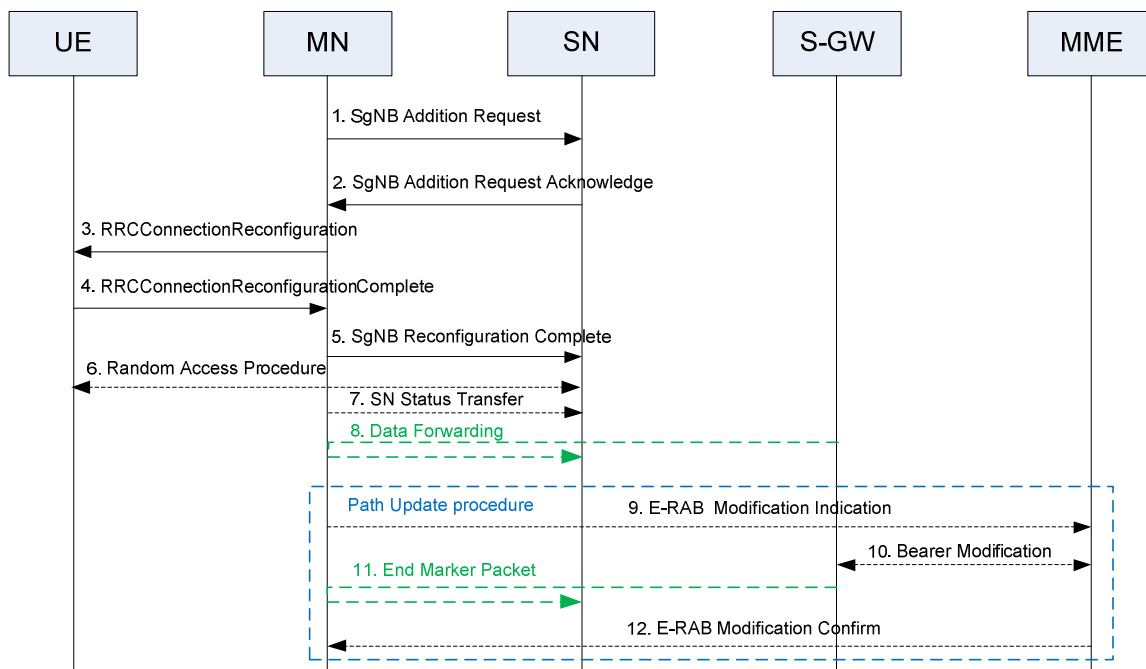 UE
MN
SN
S-GW
MME
1. SgNB Addition Request
2. SgNB Addition Request Acknowledge
3. RRCConnectionReconfiguration
4. RRCConnectionReconfigurationComplete
5. SgNB Reconfiguration Complete
6. Random Access Procedure
7. SN Status Transfer
8. Data Forwarding
Path Update procedure
9. E-RAB Modification Indication
10. Bearer Modification
11. End Marker Packet
12. E-RAB Modification Confirm